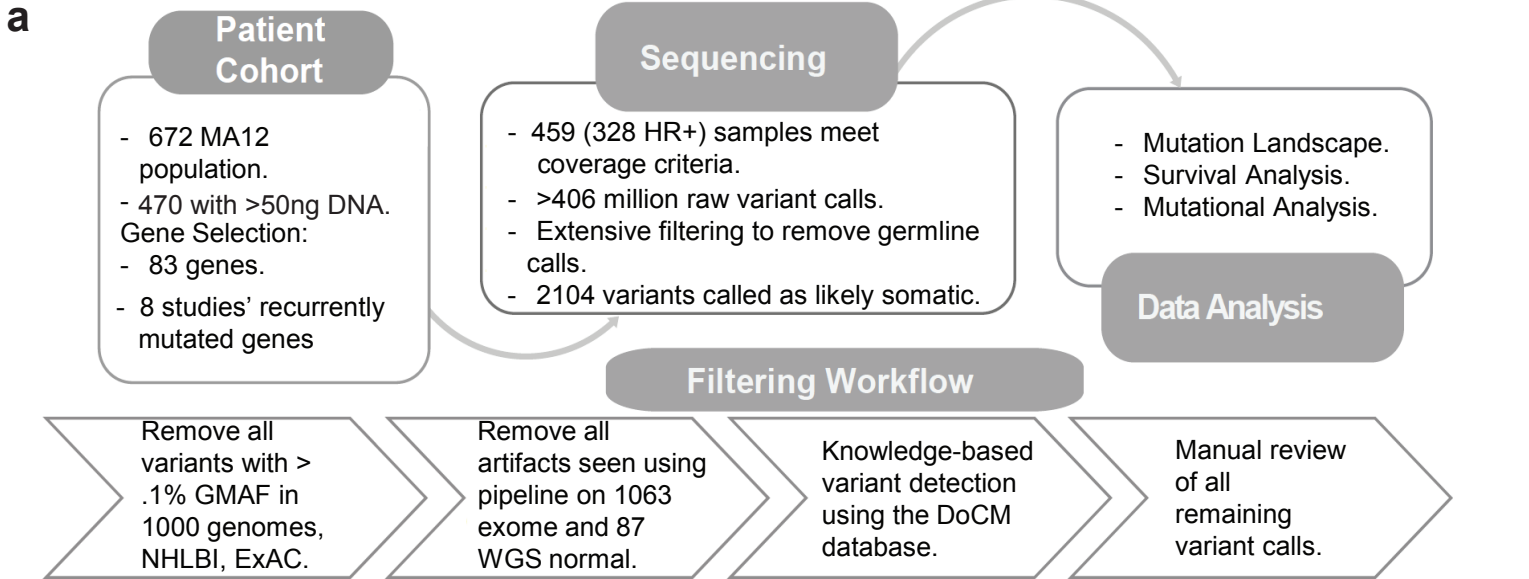 a
Patient
Cohort
- 672 MA12
population.
- 470 with >50ng DNA.
Gene Selection:
- 83 genes.
- 8 studies’ recurrently
mutated genes
Sequencing
- 459 (328 HR+) samples meet
coverage criteria.
- >406 million raw variant calls.
- Extensive filtering to remove germline
calls.
- 2104 variants called as likely somatic.
- Mutation Landscape.
- Survival Analysis.
- Mutational Analysis.
Data Analysis
Filtering Workflow
Remove all
variants with >
.1% GMAF in
1000 genomes,
NHLBI, ExAC.
Remove all
artifacts seen using
pipeline on 1063
exome and 87
WGS normal.
Knowledge-based
variant detection
using the DoCM
database.
Manual review
of all
remaining
variant calls.